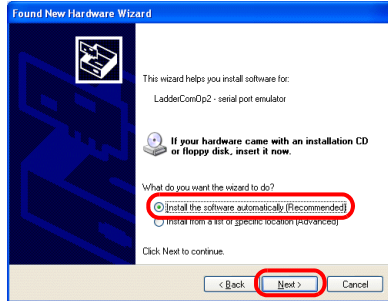 Found New Hardware Wizard
This wizard helps you install software for:
LadderComOp2 - serial port emulator
If your hardware came with an installation CD
or floppy disk, insert it now.
What do you want the wizard to do?
Install the software automatically (Recommended)
Install from a list or specific location (Advanced)
Click Next to continue.
< Back
Next >
Cancel